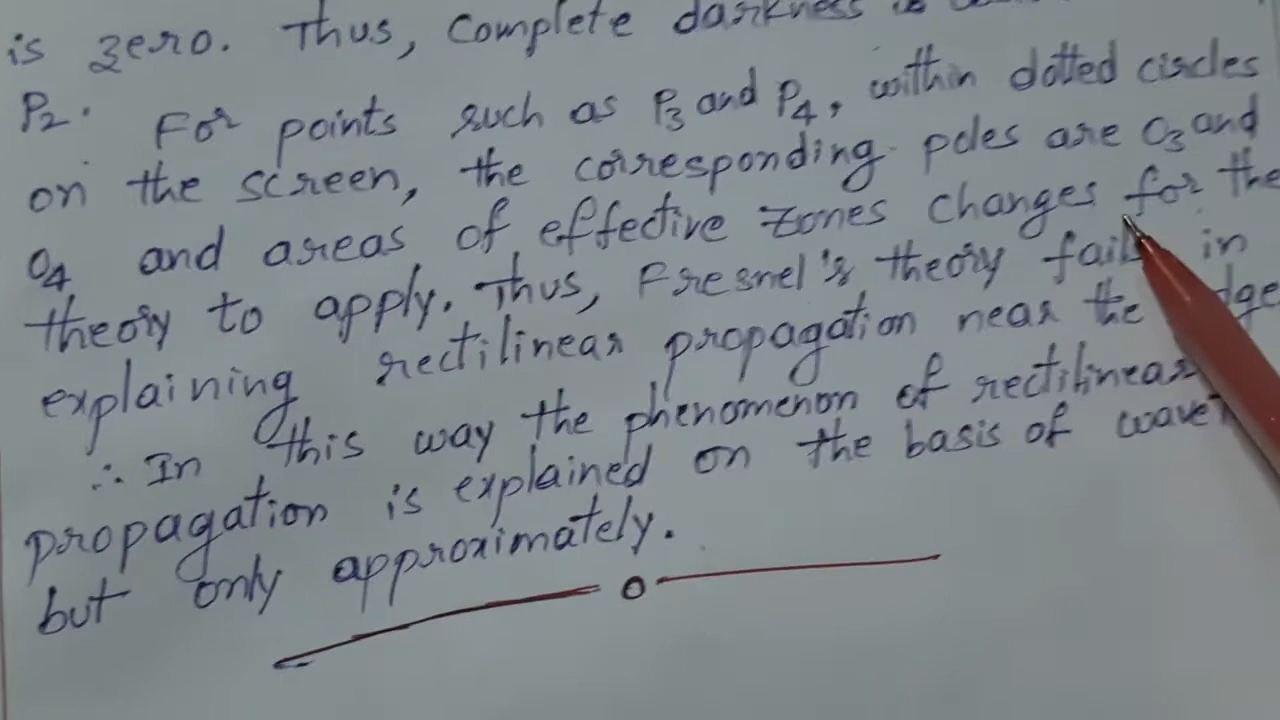 is zero. Thus, complete darkness is
P₂. For points such as P₃ and P₄, within dotted circles
on the screen, the corresponding poles are O₃ and
O₄ and areas of effective zones changes for the
theory to apply. Thus, Fresnel's theory fails in
explaining rectilinear propagation near the edge
∴ In this way the phenomenon of rectilinear
propagation is explained on the basis of wave
but only approximately.